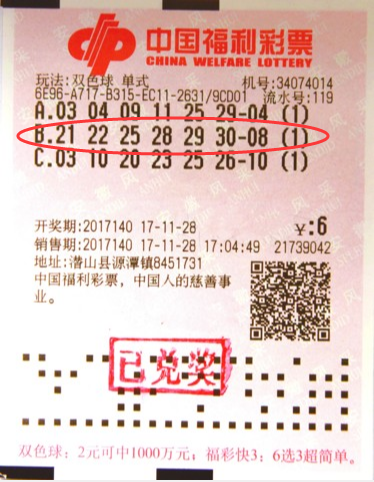 中国福利彩票
CHINA WELFARE LOTTERY
玩法:双色球 单式 机号:34074014
6E96-A717-B315-EC11-2631/9CD01 流水号:119
A.03 04 09 11 25 29-04 (1)
B.21 22 25 28 29 30-08 (1)
C.03 10 20 23 25 26-10 (1)
开奖期:2017140 17-11-28 ¥:6
销售期:2017140 17-11-28 17:04:49 21739042
地址:潜山县源潭镇8451731
中国福利彩票，中国人的慈善事
业。
已兑奖
双色球：2元可中1000万元；福彩快3；6选3超简单。